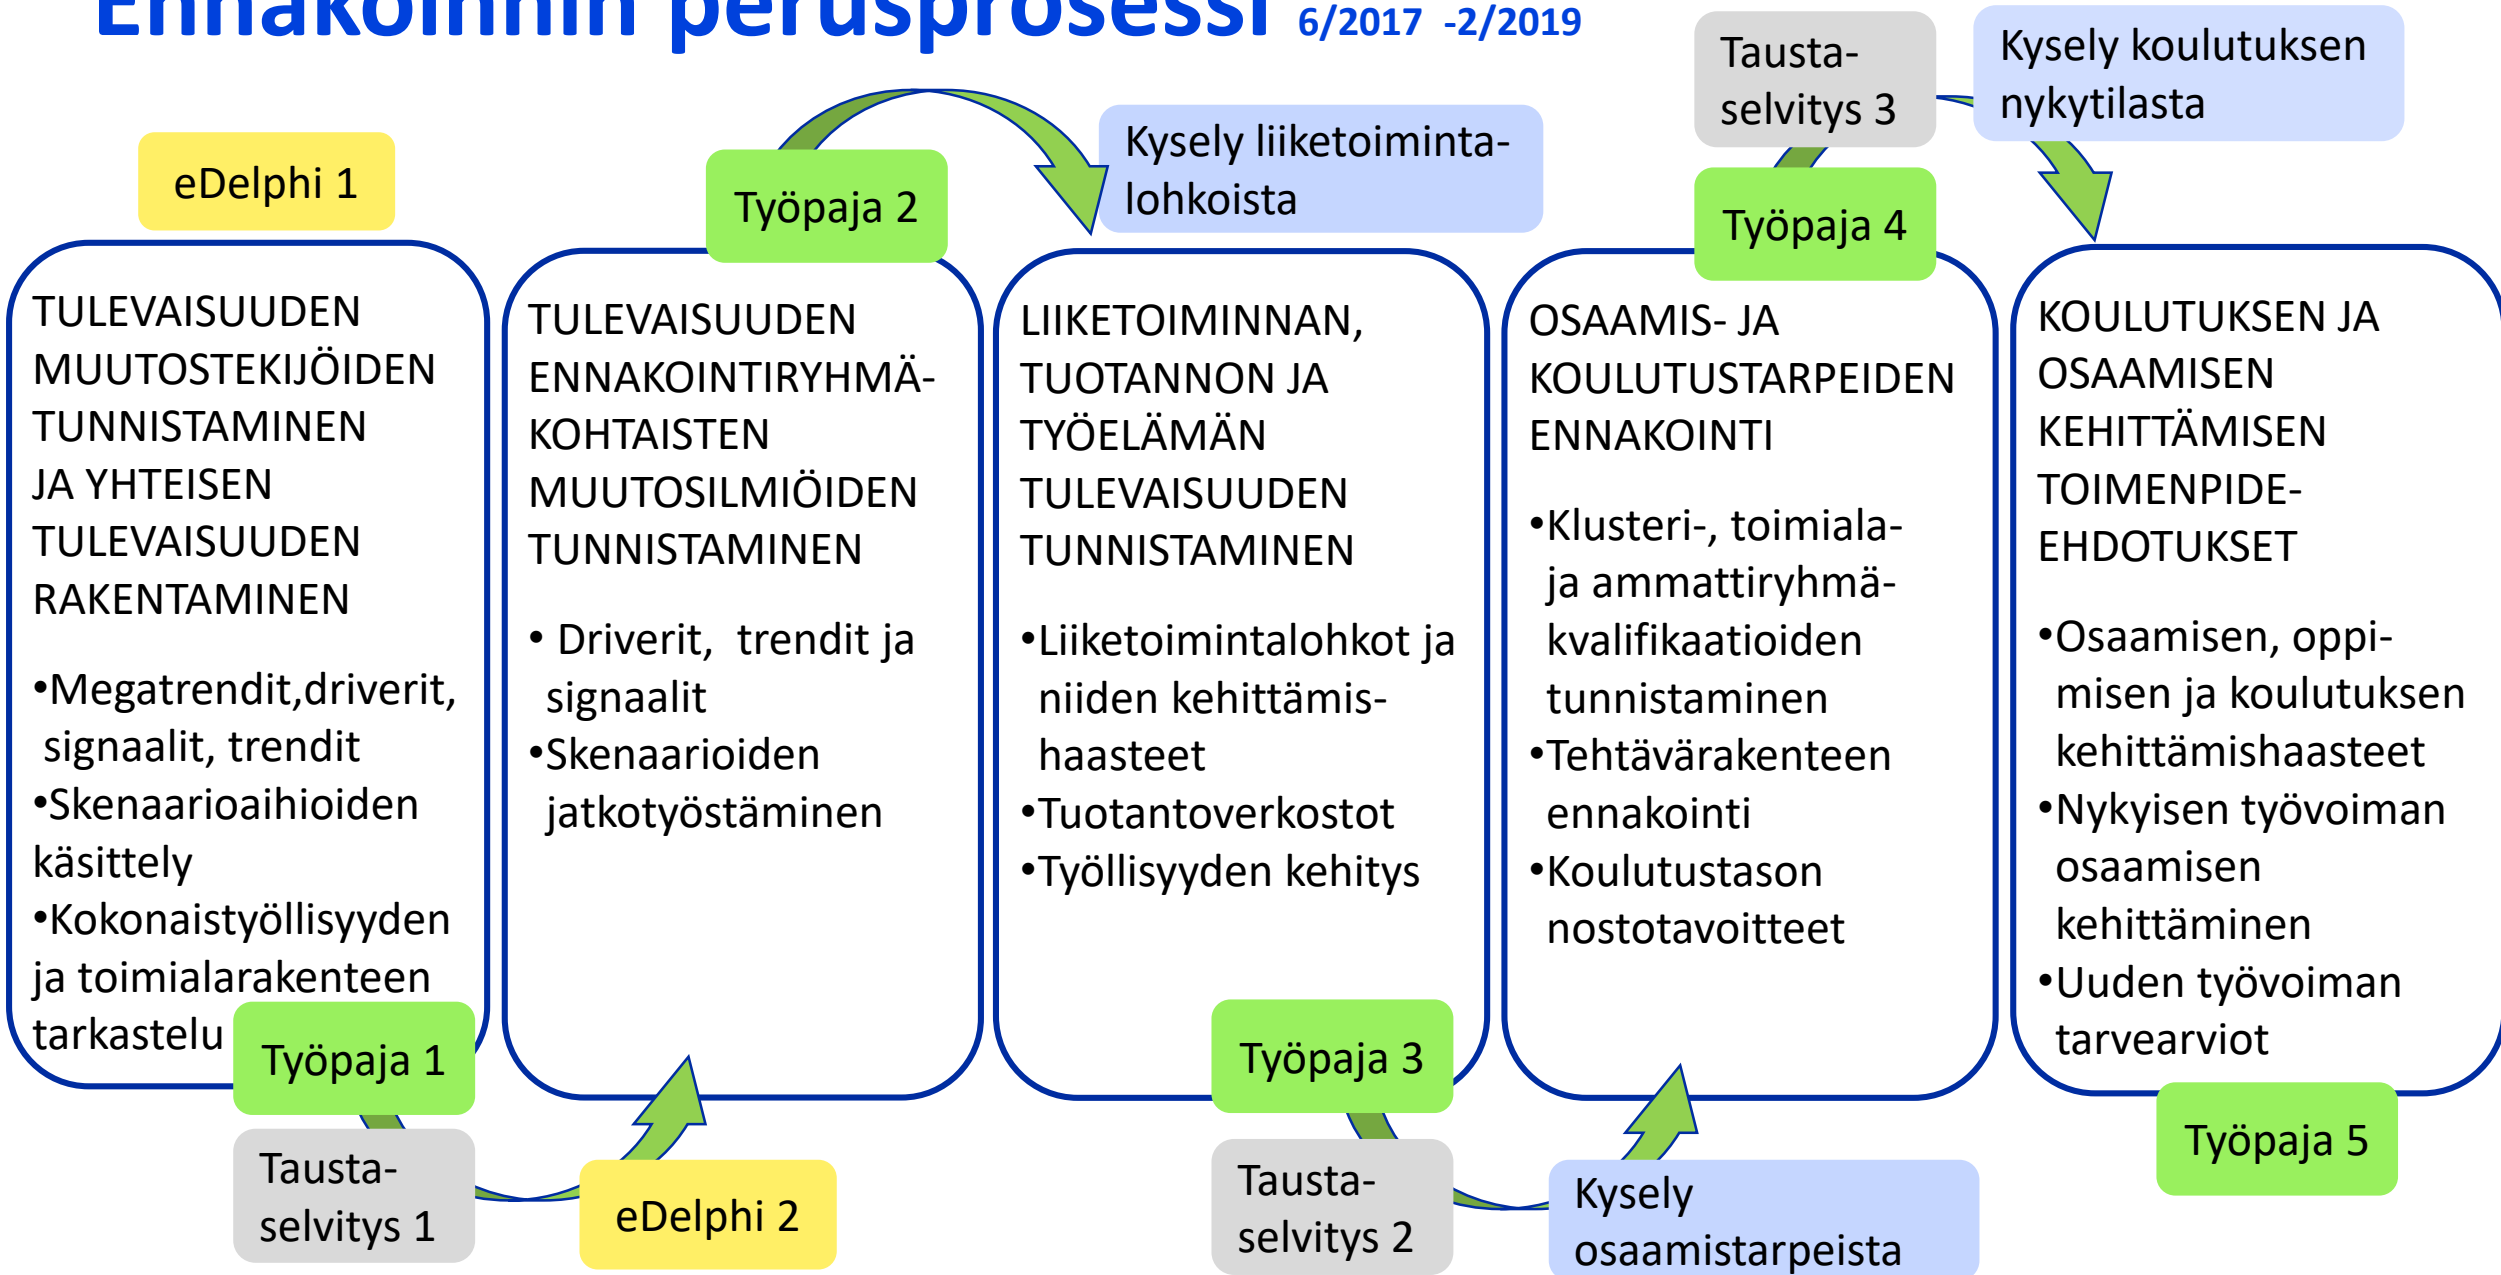 Ennakoinnin perusprosessi 6/2017 -2/2019
eDelphi 1
TULEVAISUUDEN
MUUTOSTEKIJÖIDEN
TUNNISTAMINEN
JA YHTEISEN
TULEVAISUUDEN
RAKENTAMINEN
•Megatrendit,driverit,
signaalit, trendit
•Skenaarioaihioiden
käsittely
•Kokonaistyöllisyyden
ja toimialarakenteen
tarkastelu
Työpaja 1
Tausta-
selvitys 1
eDelphi 2
Työpaja 2
TULEVAISUUDEN
ENNAKOINTIRYHMÄ-
KOHTAISTEN
MUUTOSILMIÖIDEN
TUNNISTAMINEN
• Driverit, trendit ja
signaalit
•Skenaarioiden
jatkotyöstäminen
Kysely liiketoiminta-
lohkoista
LIIKETOIMINNAN,
TUOTANNON JA
TYÖELÄMÄN
TULEVAISUUDEN
TUNNISTAMINEN
•Liiketoimintalohkot ja
niiden kehittämis-
haasteet
•Tuotantoverkostot
•Työllisyyden kehitys
Työpaja 3
Tausta-
selvitys 2
Kysely
osaamistarpeista
Tausta-
selvitys 3
Työpaja 4
OSAAMIS- JA
KOULUTUSTARPEIDEN
ENNAKOINTI
•Klusteri-, toimiala-
ja ammattiryhmä-
kvalifikaatioiden
tunnistaminen
•Tehtävärakenteen
ennakointi
•Koulutustason
nostotavoitteet
Kysely koulutuksen
nykytilasta
KOULUTUKSEN JA
OSAAMISEN
KEHITTÄMISEN
TOIMENPIDE-
EHDOTUKSET
•Osaamisen, oppi-
misen ja koulutuksen
kehittämishaasteet
•Nykyisen työvoiman
osaamisen
kehittäminen
•Uuden työvoiman
tarvearviot
Työpaja 5